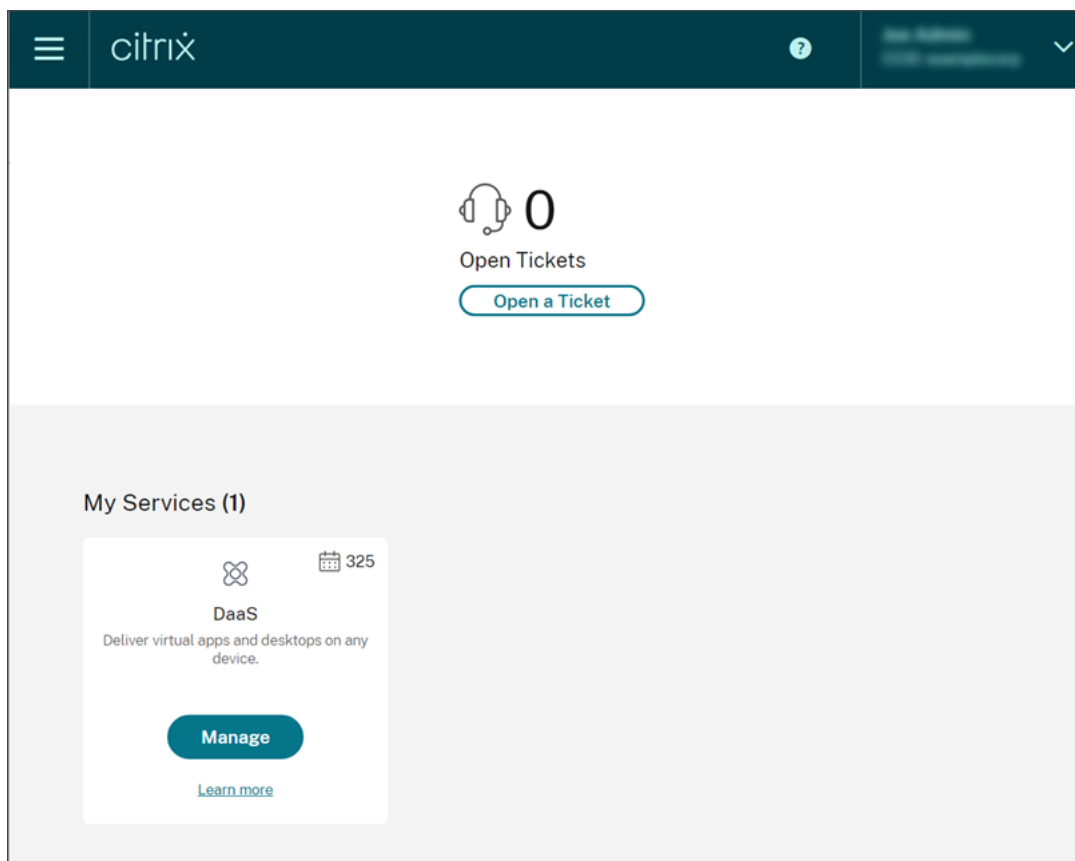 citrix
?
0
Open Tickets
Open a Ticket
My Services (1)
325
DaaS
Deliver virtual apps and desktops on any
device.
Manage
Learn more